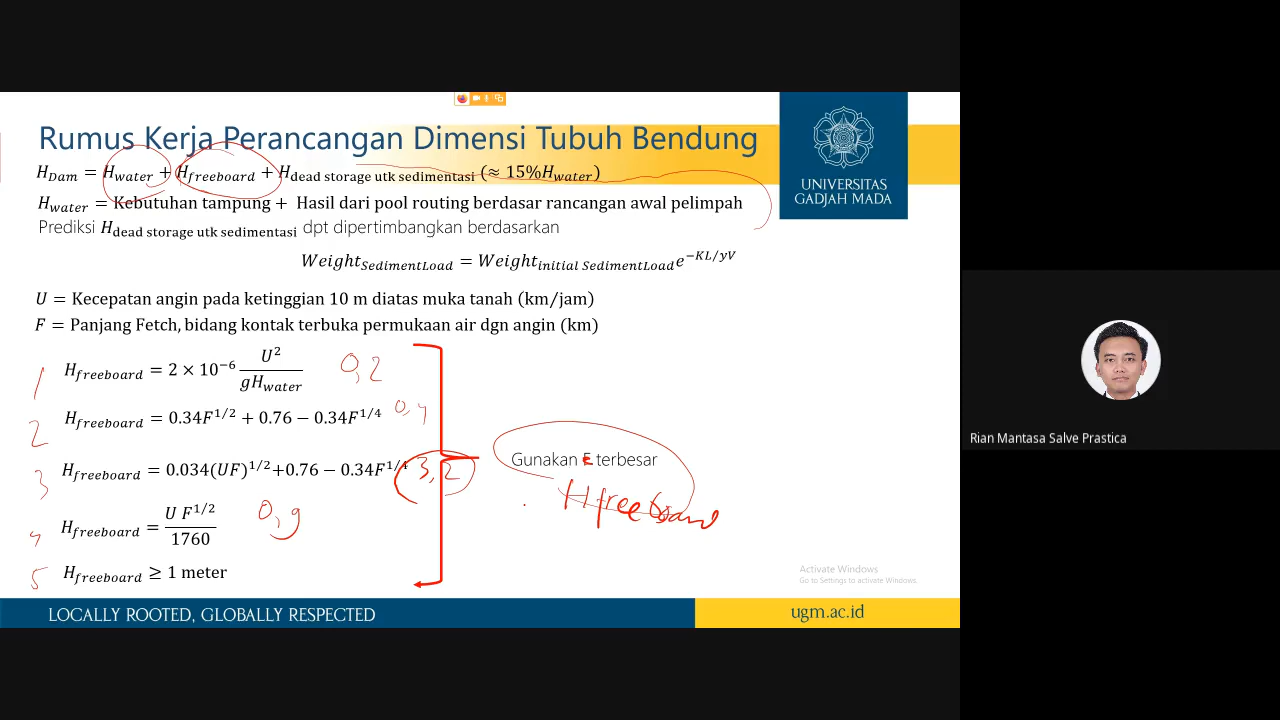 Rumus Kerja Perancangan Dimensi Tubuh Bendung
UNIVERSITAS
GADJAH MADA
H_Dam = H_water + H_freeboard + H_dead storage utk sedimentasi (≈ 15%H_water)
H_water = Kebutuhan tampung + Hasil dari pool routing berdasar rancangan awal pelimpah
Prediksi H_dead storage utk sedimentasi dpt dipertimbangkan berdasarkan
Weight_SedimentLoad = Weight_initial SedimentLoad e^−KL/yV
U = Kecepatan angin pada ketinggian 10 m diatas muka tanah (km/jam)
F = Panjang Fetch, bidang kontak terbuka permukaan air dgn angin (km)
1 H_freeboard = 2 × 10^−6 U^2/gH_water 0,2
2 H_freeboard = 0.34F^1/2 + 0.76 − 0.34F^1/4 0,4
3 H_freeboard = 0.034(UF)^1/2+0.76 − 0.34F^1/4 3,2
4 H_freeboard = U F^1/2/1760 0,9
5 H_freeboard ≥ 1 meter
Gunakan F terbesar
H freeboard
Rian Mantasa Salve Prastica
Activate Windows
Go to Settings to activate Windows.
LOCALLY ROOTED, GLOBALLY RESPECTED
ugm.ac.id